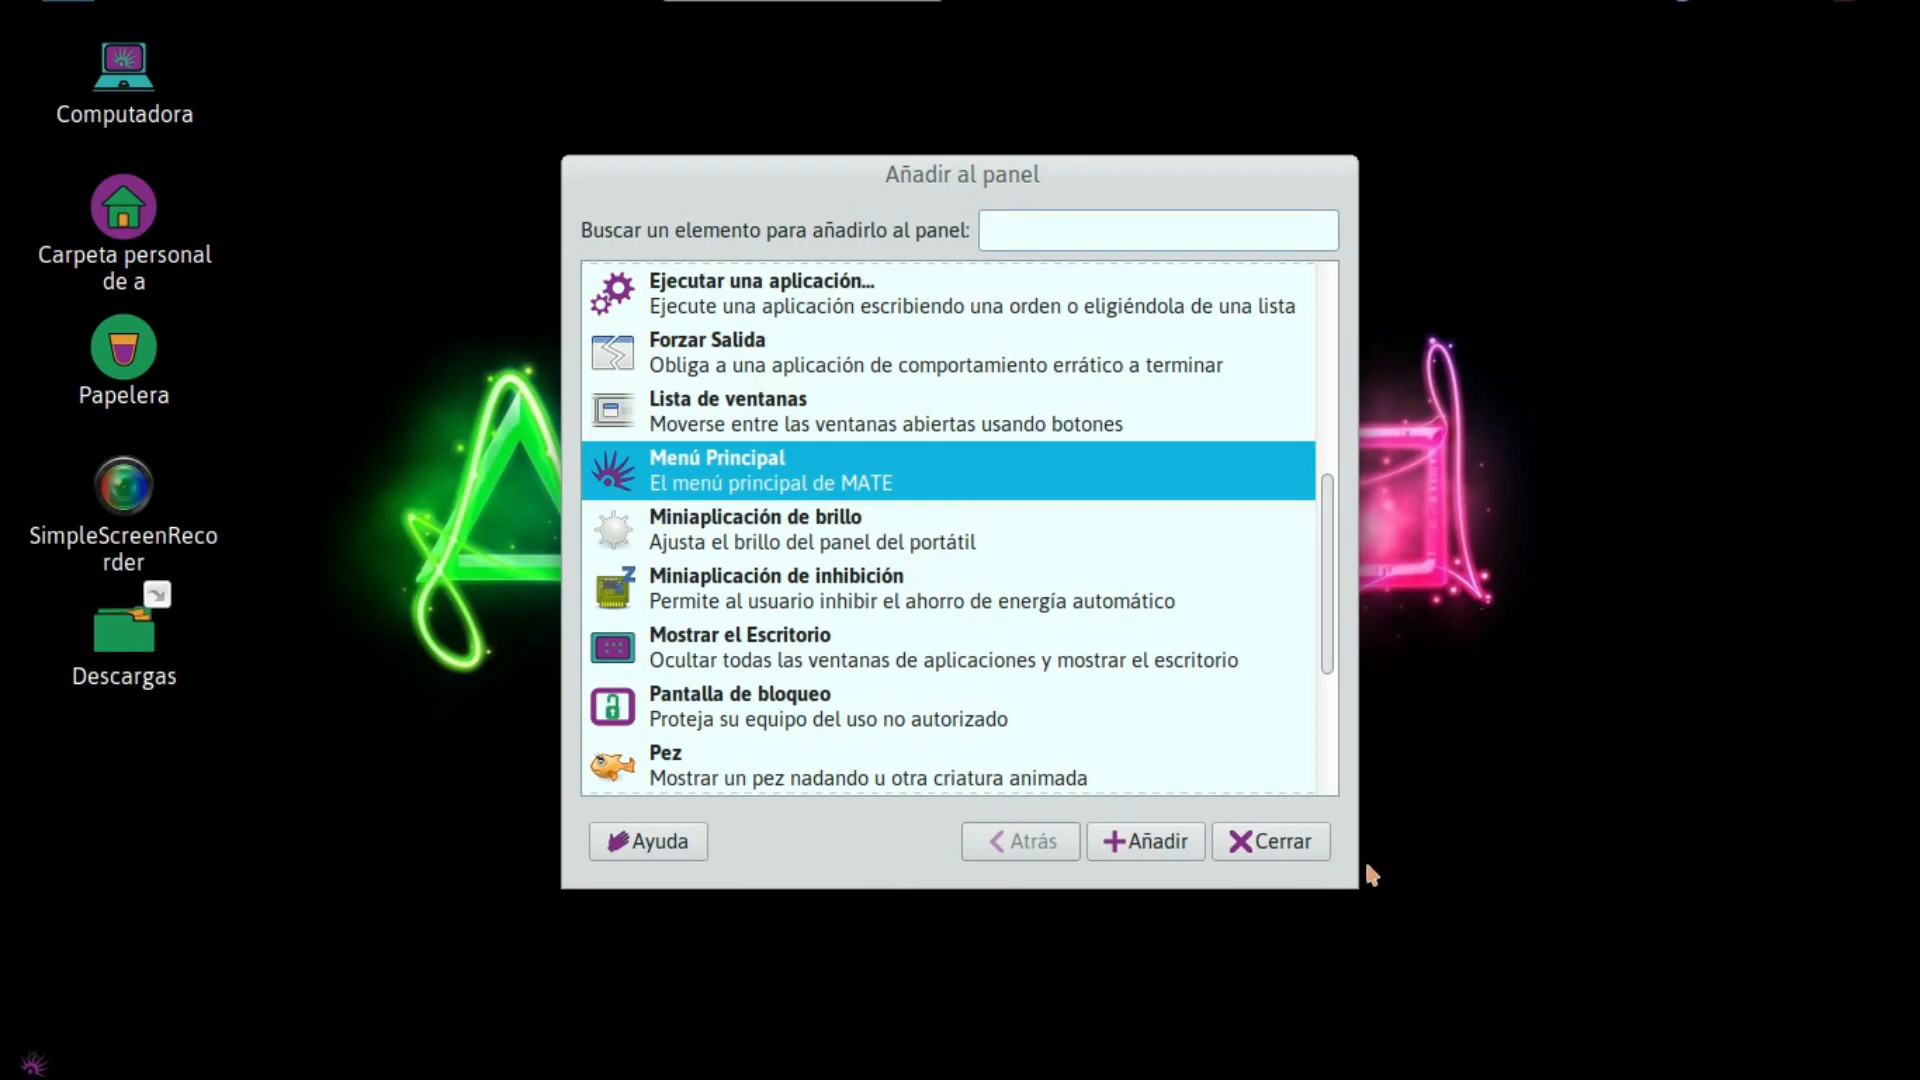 Computadora
Carpeta personal
de a
Papelera
SimpleScreenReco
rder
Descargas
Añadir al panel
Buscar un elemento para añadirlo al panel:
Ejecutar una aplicación...
Ejecute una aplicación escribiendo una orden o eligiéndola de una lista
Forzar Salida
Obliga a una aplicación de comportamiento errático a terminar
Lista de ventanas
Moverse entre las ventanas abiertas usando botones
Menú Principal
El menú principal de MATE
Miniaplicación de brillo
Ajusta el brillo del panel del portátil
Miniaplicación de inhibición
Permite al usuario inhibir el ahorro de energía automático
Mostrar el Escritorio
Ocultar todas las ventanas de aplicaciones y mostrar el escritorio
Pantalla de bloqueo
Proteja su equipo del uso no autorizado
Pez
Mostrar un pez nadando u otra criatura animada
Ayuda
Atrás
Añadir
Cerrar